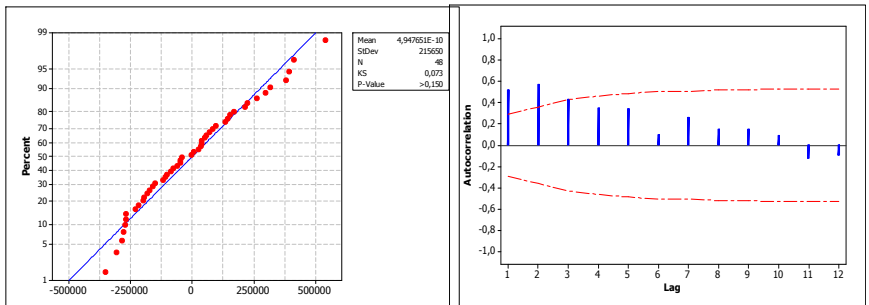 99
95
90
80
70
60
50
40
30
20
10
5
1
Percent
-500000 -250000 0 250000 500000
Mean 4,947651E-10
StDev 215650
N 48
KS 0,073
P-Value >0,150
1,0
0,8
0,6
0,4
0,2
0,0
-0,2
-0,4
-0,6
-0,8
-1,0
Autocorrelation
1 2 3 4 5 6 7 8 9 10 11 12
Lag